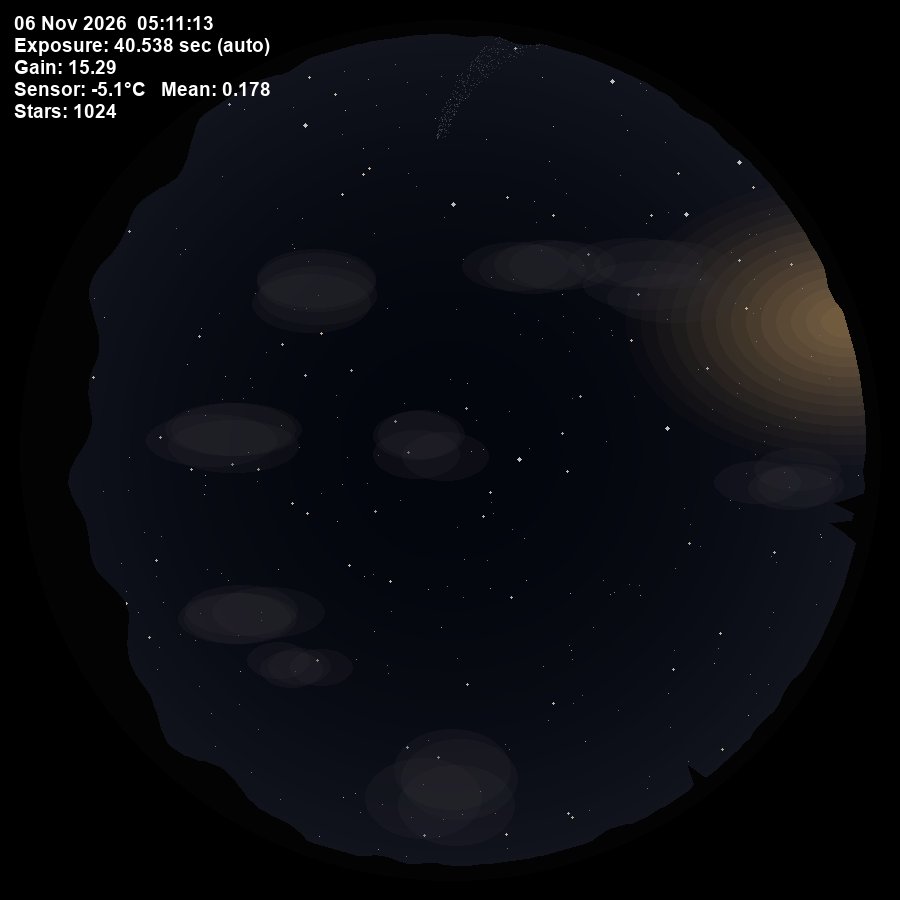 06 Nov 2026  05:11:13
Exposure: 40.538 sec (auto)
Gain: 15.29
Sensor: -5.1°C   Mean: 0.178
Stars: 1024